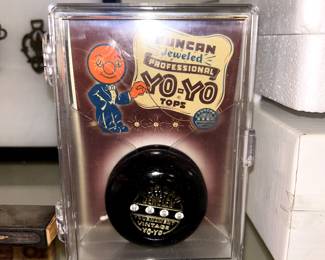 DUNCAN
Jeweled
PROFESSIONAL
YO-YO
TOPS
VINTAGE
YO-YO